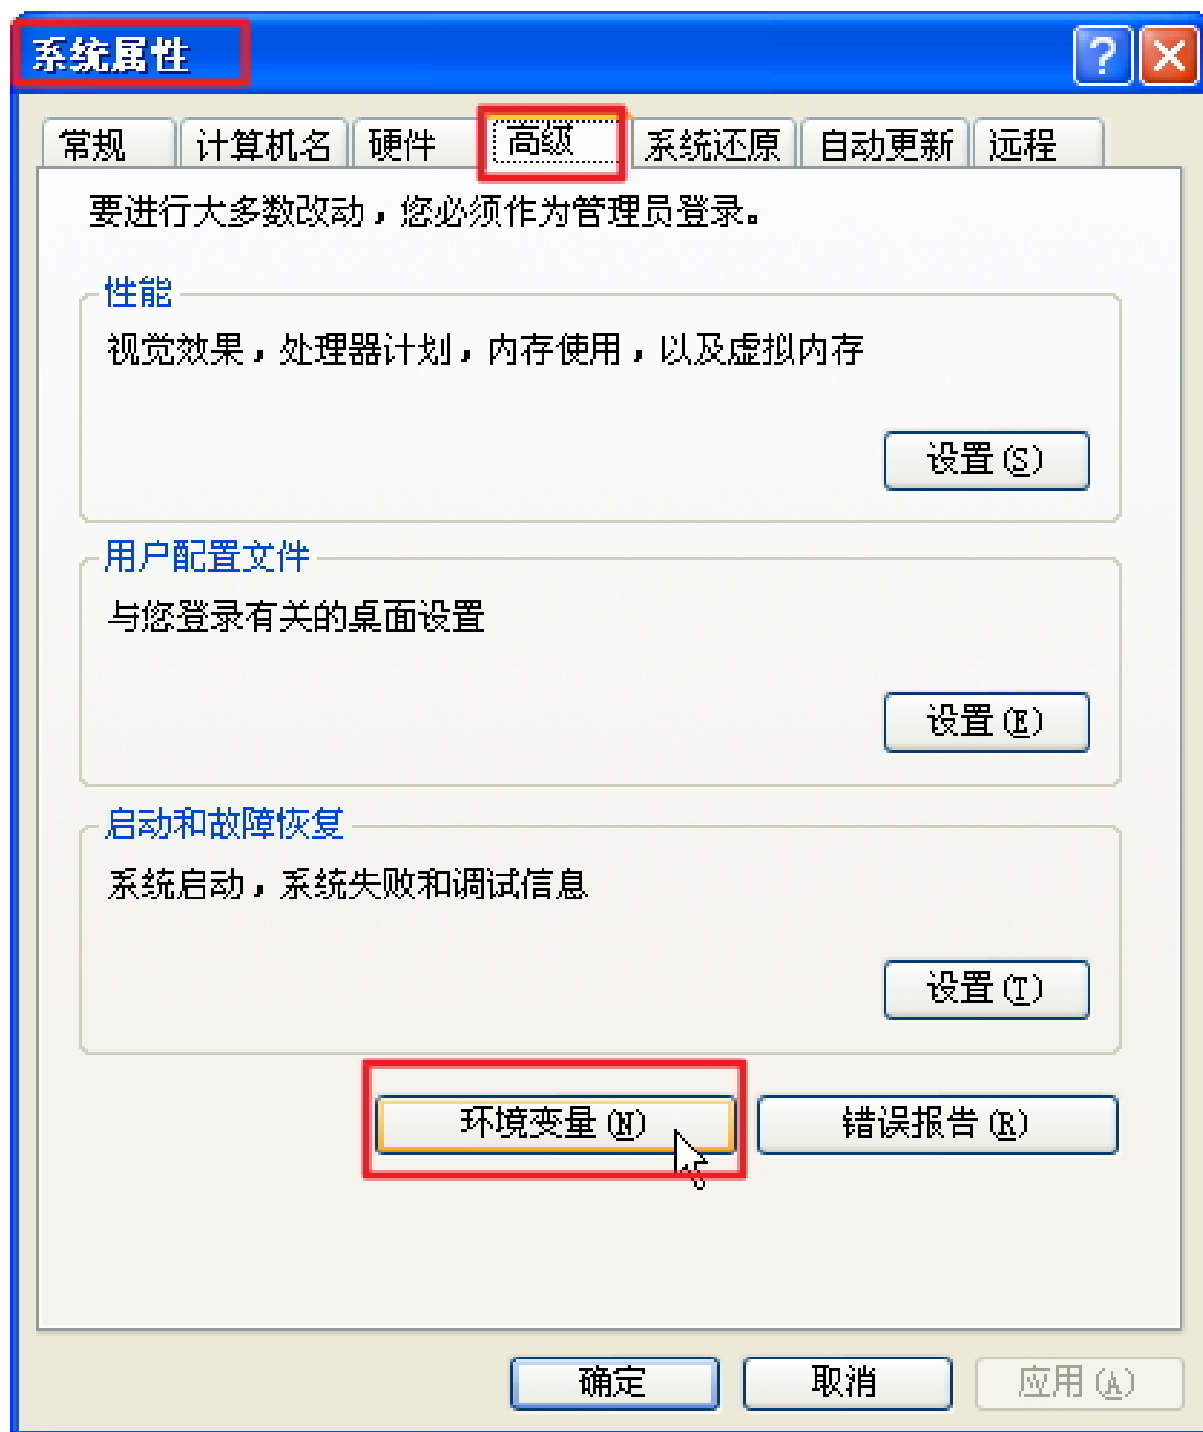 系统属性
常规 计算机名 硬件 高级 系统还原 自动更新 远程
要进行大多数改动，您必须作为管理员登录。
性能
视觉效果，处理器计划，内存使用，以及虚拟内存
设置(S)
用户配置文件
与您登录有关的桌面设置
设置(E)
启动和故障恢复
系统启动，系统失败和调试信息
设置(T)
环境变量(N) 错误报告(R)
确定 取消 应用(A)